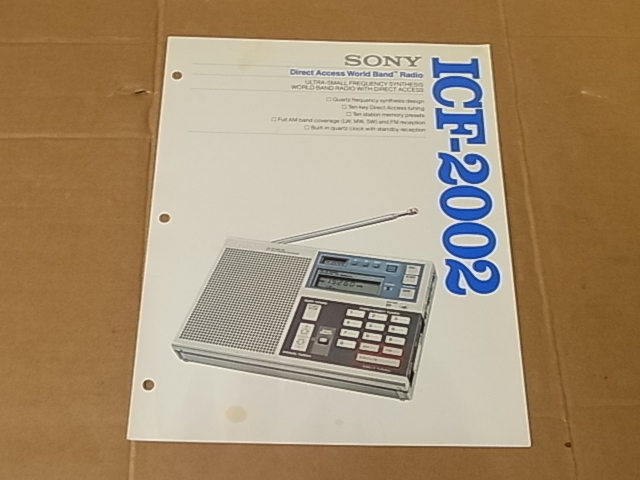 SONY
Direct Access World Band™ Radio
ULTRA-SMALL FREQUENCY SYNTHESIS
WORLD BAND RADIO WITH DIRECT ACCESS
□ Quartz frequency synthesis design
□ Ten-key Direct Access tuning
□ Ten station memory presets
□ Full AM band coverage (LW, MW, SW) and FM reception
□ Built-in quartz clock with standby reception
ICF-2002